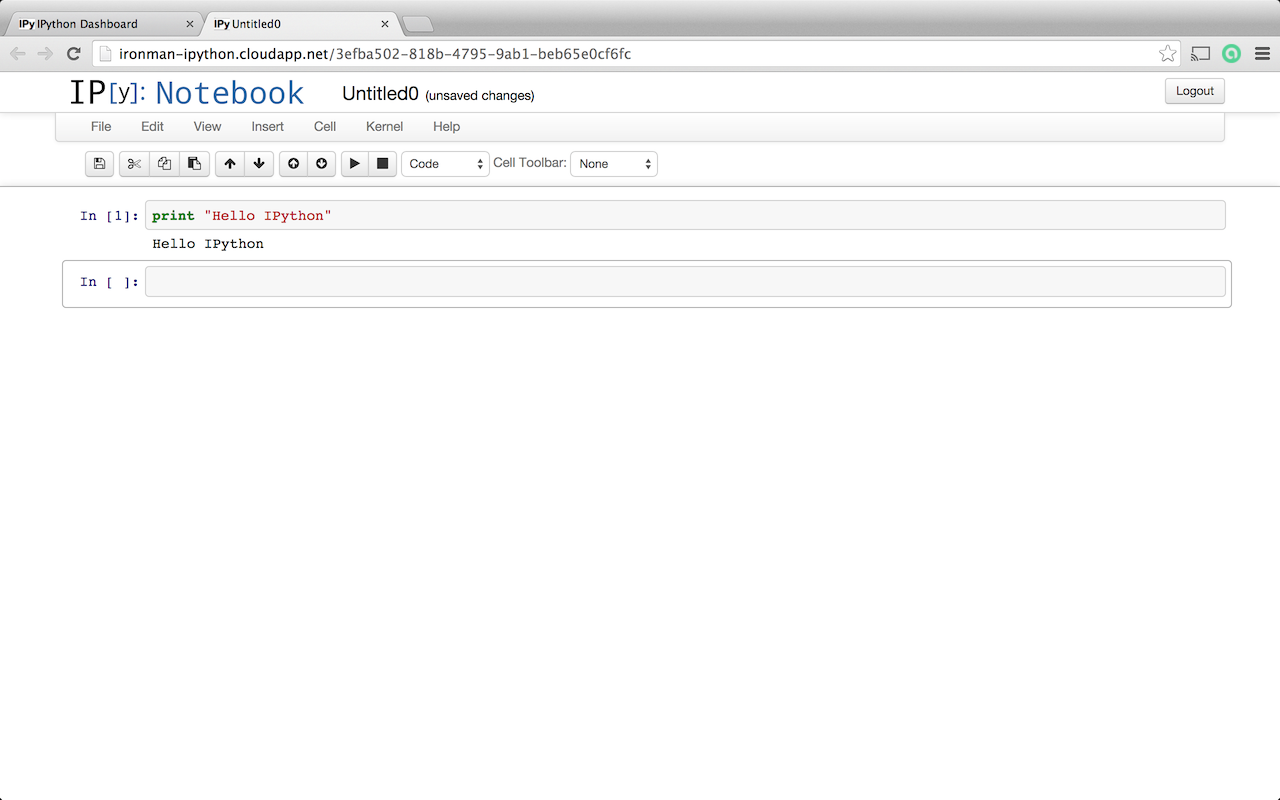 IPy IPython Dashboard
IPy Untitled0
ironman-ipython.cloudapp.net/3efba502-818b-4795-9ab1-beb65e0cf6fc
IP[y]: Notebook Untitled0 (unsaved changes) Logout
File Edit View Insert Cell Kernel Help
Code Cell Toolbar: None
In [1]: print "Hello IPython"
Hello IPython
In [ ]: